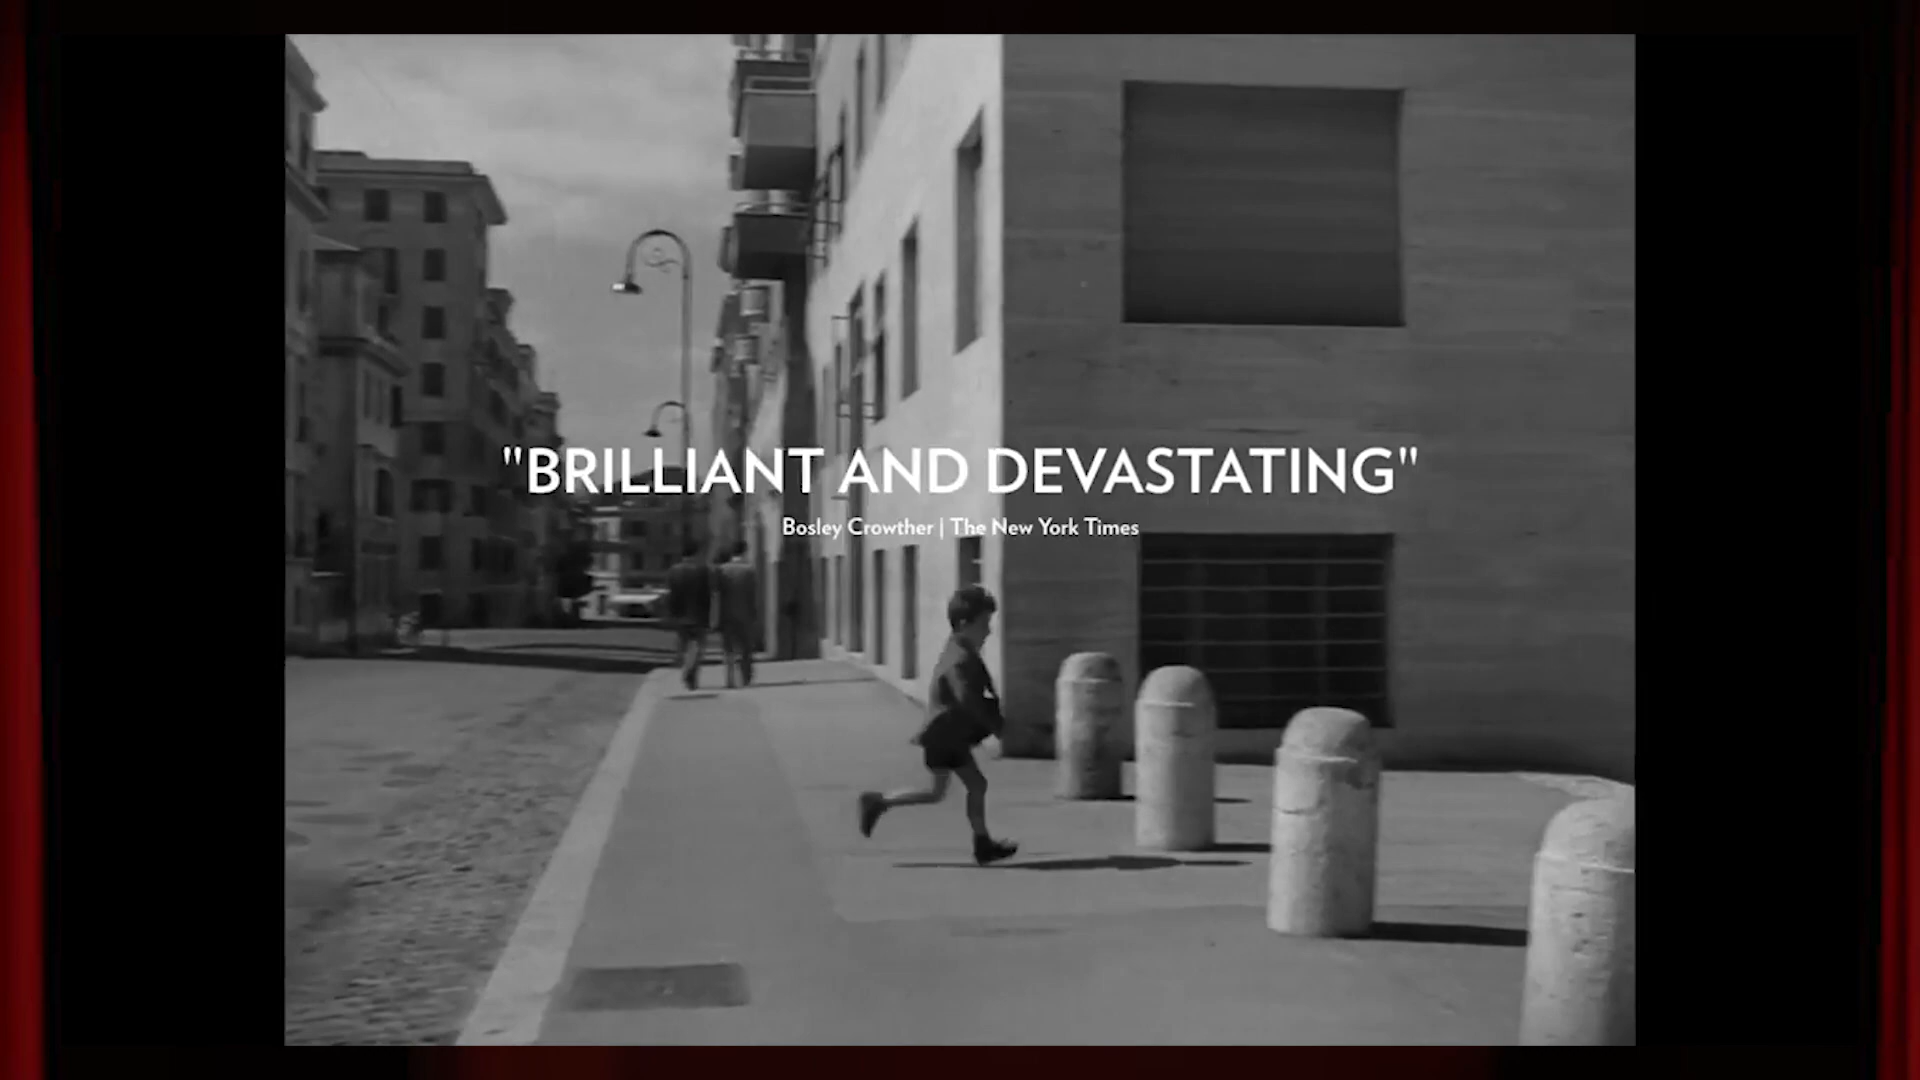 "BRILLIANT AND DEVASTATING"
Bosley Crowther | The New York Times